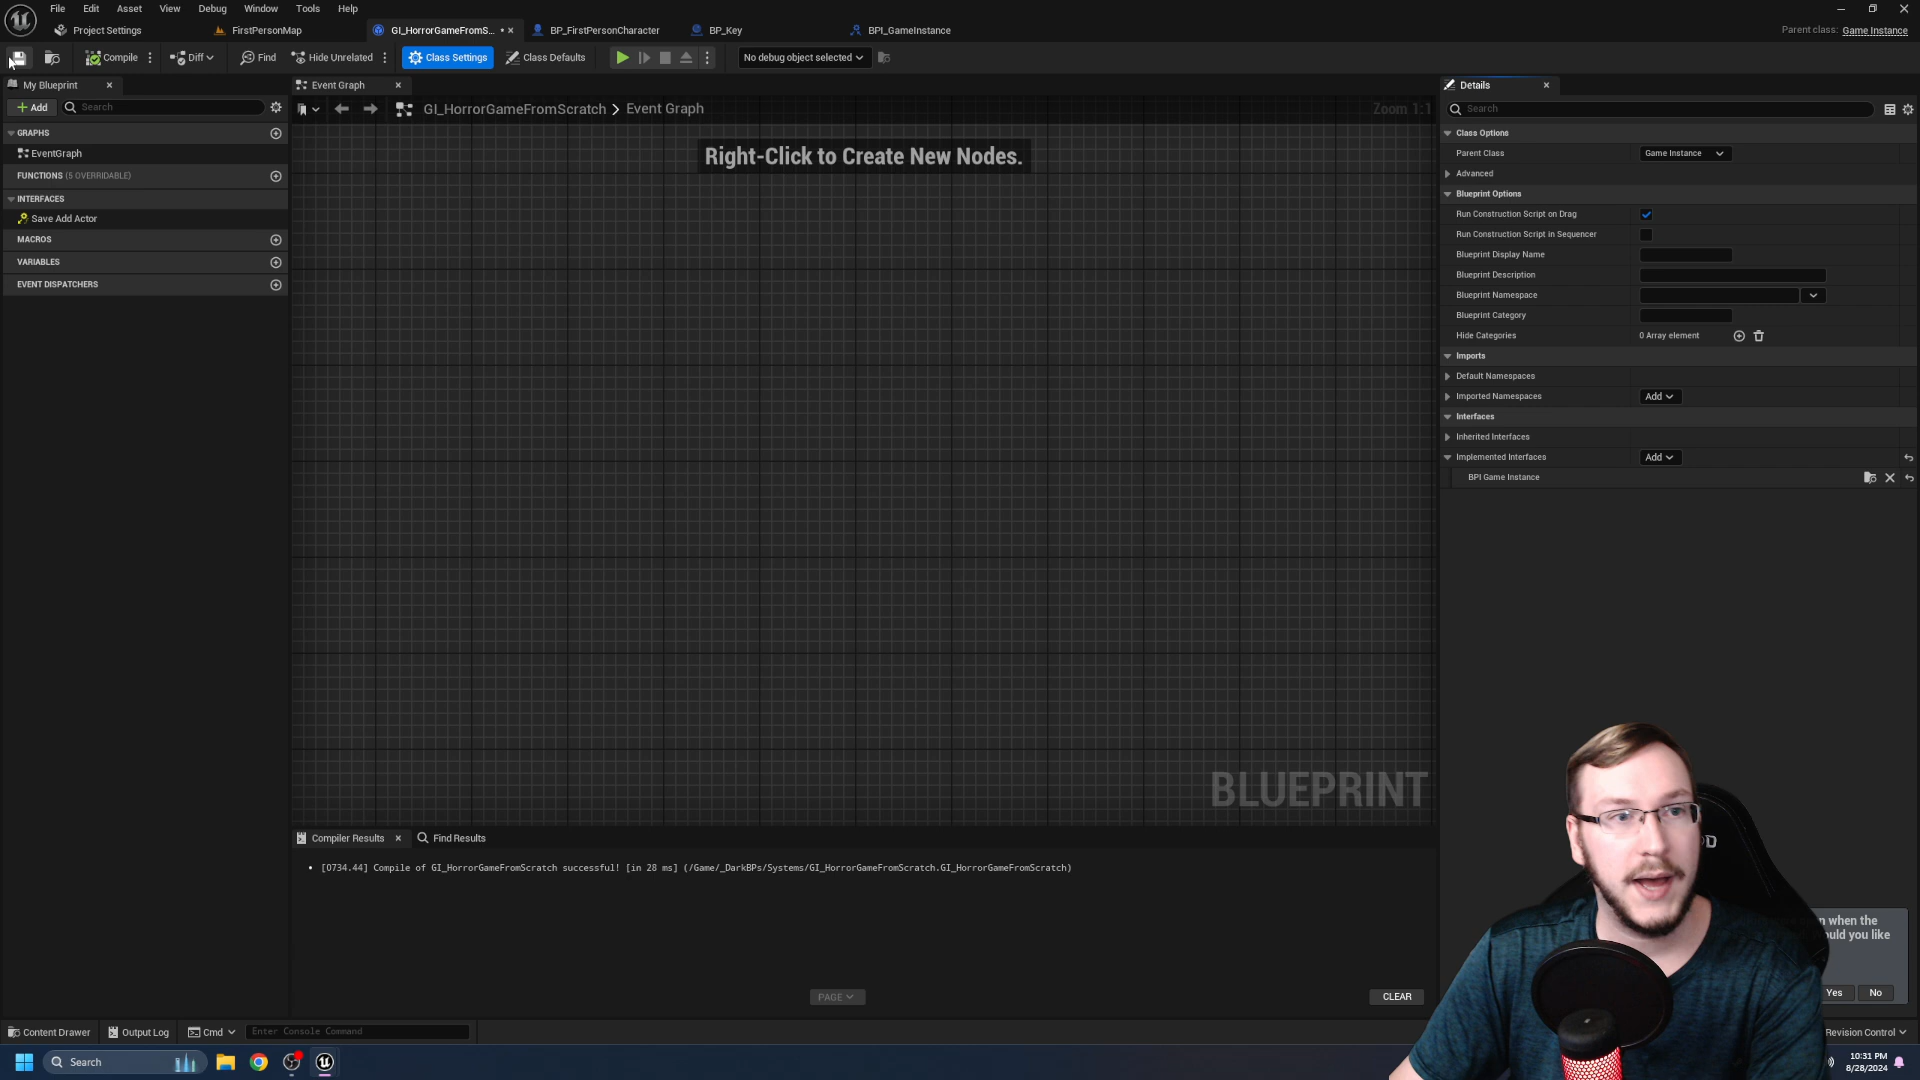 File Edit Asset View Debug Window Tools Help
Project Settings FirstPersonMap GI_HorrorGameFromS... BP_FirstPersonCharacter BP_Key BPI_GameInstance Parent class: Game Instance
Compile Diff Find Hide Unrelated Class Settings Class Defaults No debug object selected
My Blueprint Event Graph Details
Add Search GI_HorrorGameFromScratch > Event Graph Zoom 1:1 Search
GRAPHS
EventGraph
FUNCTIONS (5 OVERRIDABLE)
INTERFACES
Save Add Actor
MACROS
VARIABLES
EVENT DISPATCHERS
Right-Click to Create New Nodes.
BLUEPRINT
Class Options
Parent Class Game Instance
Advanced
Blueprint Options
Run Construction Script on Drag
Run Construction Script in Sequencer
Blueprint Display Name
Blueprint Description
Blueprint Namespace
Blueprint Category
Hide Categories 0 Array element
Imports
Default Namespaces
Imported Namespaces Add
Interfaces
Inherited Interfaces
Implemented Interfaces Add
BPI Game Instance
Compiler Results Find Results
[0734.44] Compile of GI_HorrorGameFromScratch successful! [in 28 ms] (/Game/_DarkBPs/Systems/GI_HorrorGameFromScratch.GI_HorrorGameFromScratch)
when the
ould you like
Yes No
PAGE CLEAR
Content Drawer Output Log Cmd Enter Console Command Revision Control
Search
10:31 PM
8/28/2024